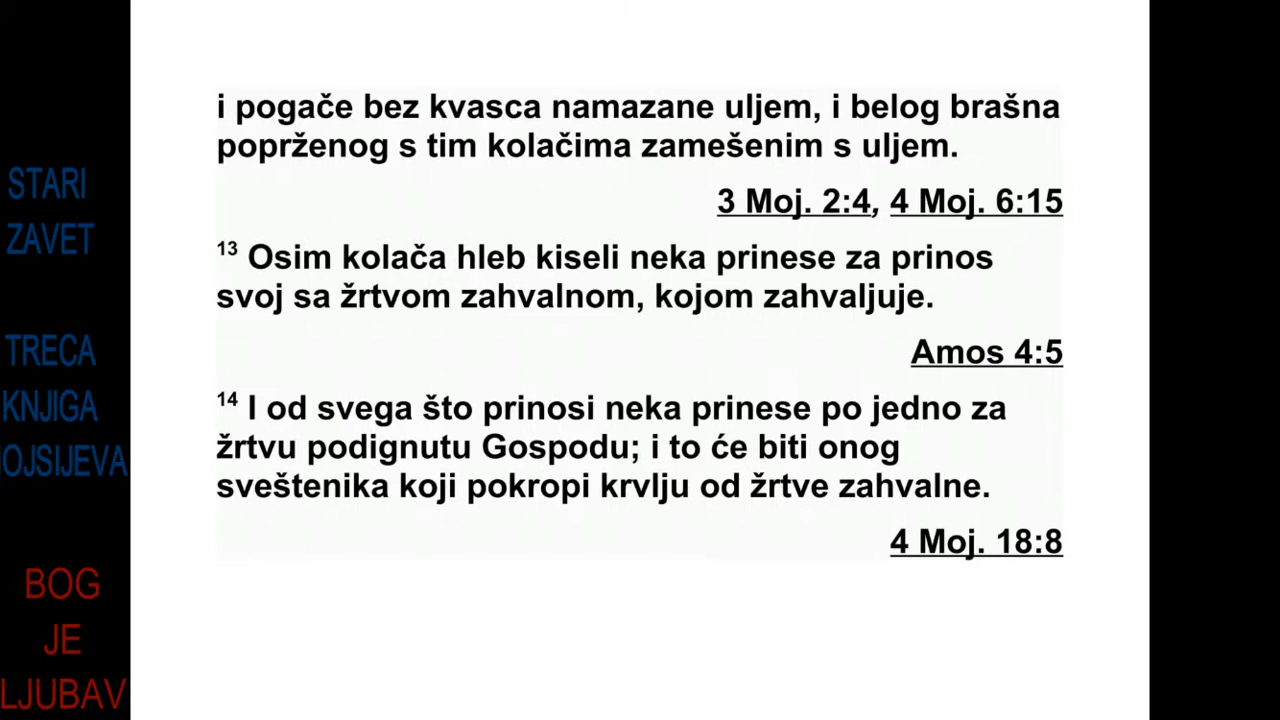 i pogače bez kvasca namazane uljem, i belog brašna
poprženog s tim kolačima zamešenim s uljem.
3 Moj. 2:4, 4 Moj. 6:15
13 Osim kolača hleb kiseli neka prinese za prinos
svoj sa žrtvom zahvalnom, kojom zahvaljuje.
Amos 4:5
14 I od svega što prinosi neka prinese po jedno za
žrtvu podignutu Gospodu; i to će biti onog
sveštenika koji pokropi krvlju od žrtve zahvalne.
4 Moj. 18:8
STARI
ZAVET
TRECA
KNJIGA
OJSIJEVA
BOG
JE
LJUBAV